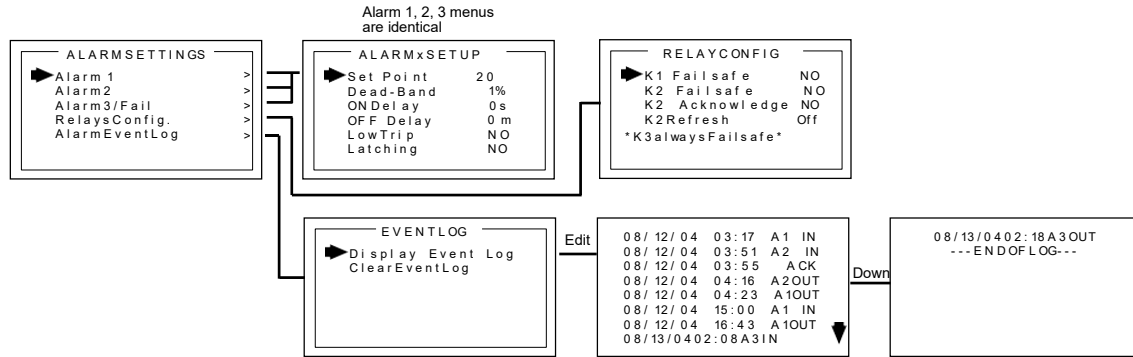 Alarm 1, 2, 3 menus
are identical
ALARMSETTINGS
Alarm 1 >
Alarm2 >
Alarm3/Fail >
RelaysConfig. >
AlarmEventLog >
ALARMxSETUP
Set Point 20
Dead-Band 1%
ONDelay 0s
OFF Delay 0 m
LowTrip NO
Latching NO
RELAYCONFIG
K1 Failsafe NO
K2 Failsafe NO
K2 Acknowledge NO
K2Refresh Off
*K3alwaysFailsafe*
EVENTLOG
Display Event Log
ClearEventLog
Edit
08/12/04 03:17 A1 IN
08/12/04 03:51 A2 IN
08/12/04 03:55 ACK
08/12/04 04:16 A2OUT
08/12/04 04:23 A1OUT
08/12/04 15:00 A1 IN
08/12/04 16:43 A1OUT
08/13/0402:08A3IN
Down
08/13/0402:18A3OUT
---ENDOFLOG---